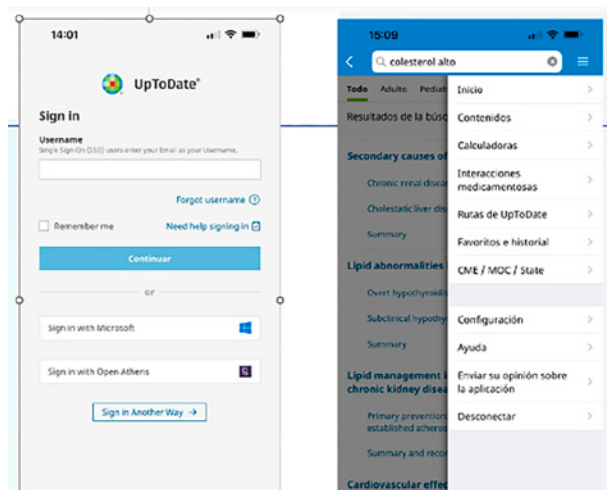 14:01
UpToDate®
Sign in
Username
Single Sign-On (SSO) users enter your Email as your Username.
Forgot username
Remember me
Need help signing in
Continuar
or
Sign in with Microsoft
Sign in with Open Athens
Sign in Another Way →
15:09
colesterol alto
Todo Adulto Pediat
Resultados de la búsq
Secondary causes of
Chronic renal disea
Cholestatic liver dis
Summary
Lipid abnormalities i
Overt hypothyroidis
Subclinical hypothy
Summary
Lipid management i
chronic kidney disea
Primary prevention
established atheros
Summary and recor
Cardiovascular effec
Inicio
Contenidos
Calculadoras
Interacciones
medicamentosas
Rutas de UpToDate
Favoritos e historial
CME / MOC / State
Configuración
Ayuda
Enviar su opinión sobre
la aplicación
Desconectar